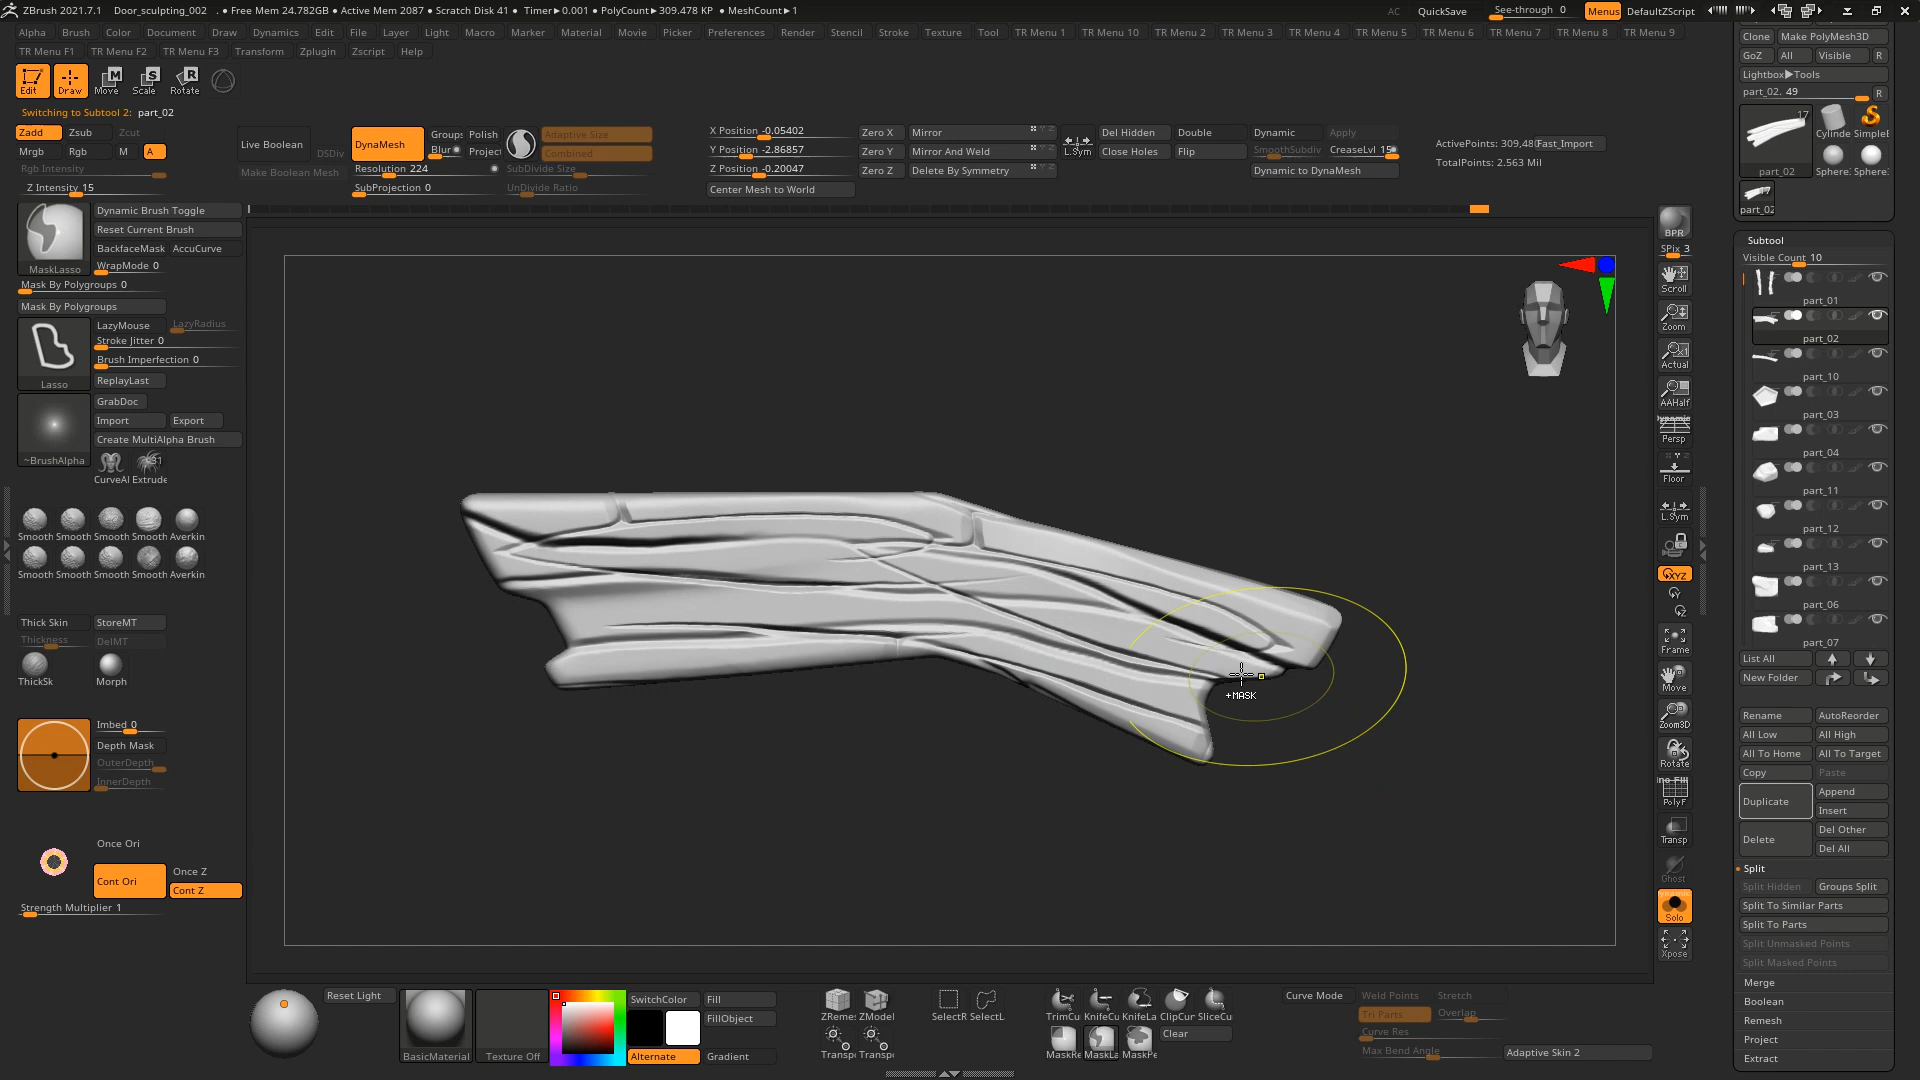 ZBrush 2021.7.1 Door_sculpting_002 . ● Free Mem 24.782GB ● Active Mem 2087 ● Scratch Disk 41 ● Timer▶0.001 ● PolyCount▶309.478 KP ● MeshCount▶1 AC QuickSave See-through 0 Menus DefaultZScript
Alpha Brush Color Document Draw Dynamics Edit File Layer Light Macro Marker Material Movie Picker Preferences Render Stencil Stroke Texture Tool TR Menu 1 TR Menu 10 TR Menu 2 TR Menu 3 TR Menu 4 TR Menu 5 TR Menu 6 TR Menu 7 TR Menu 8 TR Menu 9
TR Menu F1 TR Menu F2 TR Menu F3 Transform Zplugin Zscript Help
Edit Draw Move Scale Rotate
Switching to Subtool 2: part_02
Zadd Zsub Zcut
Mrgb Rgb M A
Rgb Intensity
Z Intensity 15
Live Boolean DSDiv
Make Boolean Mesh
DynaMesh Groups Polish
Blur Project
Resolution 224
SubProjection 0
Adaptive Size
Combined
SubDivide Size
UnDivide Ratio
X Position -0.05402 Zero X Mirror
Y Position -2.86857 Zero Y Mirror And Weld
Z Position -0.20047 Zero Z Delete By Symmetry
Center Mesh to World
L.Sym
Del Hidden Double
Close Holes Flip
Dynamic Apply
SmoothSubdiv CreaseLvl 15
Dynamic to DynaMesh
ActivePoints: 309,48 Fast_Import
TotalPoints: 2.563 Mil
Clone Make PolyMesh3D
GoZ All Visible R
Lightbox▶Tools
part_02. 49 R
17
part_02
Cylinde SimpleB
Sphere Sphere
17
part_02
MaskLasso
Dynamic Brush Toggle
Reset Current Brush
BackfaceMask AccuCurve
WrapMode 0
Mask By Polygroups 0
Mask By Polygroups
Lasso
LazyMouse LazyRadius
Stroke Jitter 0
Brush Imperfection 0
ReplayLast
~BrushAlpha
GrabDoc
Import Export
Create MultiAlpha Brush
31
CurveAl Extrude
Smooth Smooth Smooth Smooth Averkin
Smooth Smooth Smooth Smooth Averkin
Thick Skin StoreMT
Thickness DelMT
ThickSk Morph
Imbed 0
Depth Mask
OuterDepth
InnerDepth
Once Ori
Cont Ori Once Z
Cont Z
Strength Multiplier 1
+MASK
BPR
SPix 3
Scroll
Zoom
Actual
AAHalf
Persp
Floor
L.Sym
XYZ
Frame
Move
Zoom3D
Rotate
PolyF
Transp
Ghost
Solo
Xpose
Subtool
Visible Count 10
part_01
part_02
part_10
part_03
part_04
part_11
part_12
part_13
part_06
part_07
List All
New Folder
Rename AutoReorder
All Low All High
All To Home All To Target
Copy Paste
Duplicate Append
Insert
Delete Del Other
Del All
Split
Split Hidden Groups Split
Split To Similar Parts
Split To Parts
Split Unmasked Points
Split Masked Points
Merge
Boolean
Remesh
Project
Extract
Reset Light
BasicMaterial
Texture Off
SwitchColor Fill
FillObject
Alternate Gradient
ZRemes ZModel
Transp Transp
SelectR SelectL
TrimCu KnifeCu KnifeLa ClipCur SliceCu
MaskRe MaskLa MaskPe Clear
Curve Mode Weld Points Stretch
Tri Parts Overlap
Curve Res
Max Bend Angle Adaptive Skin 2